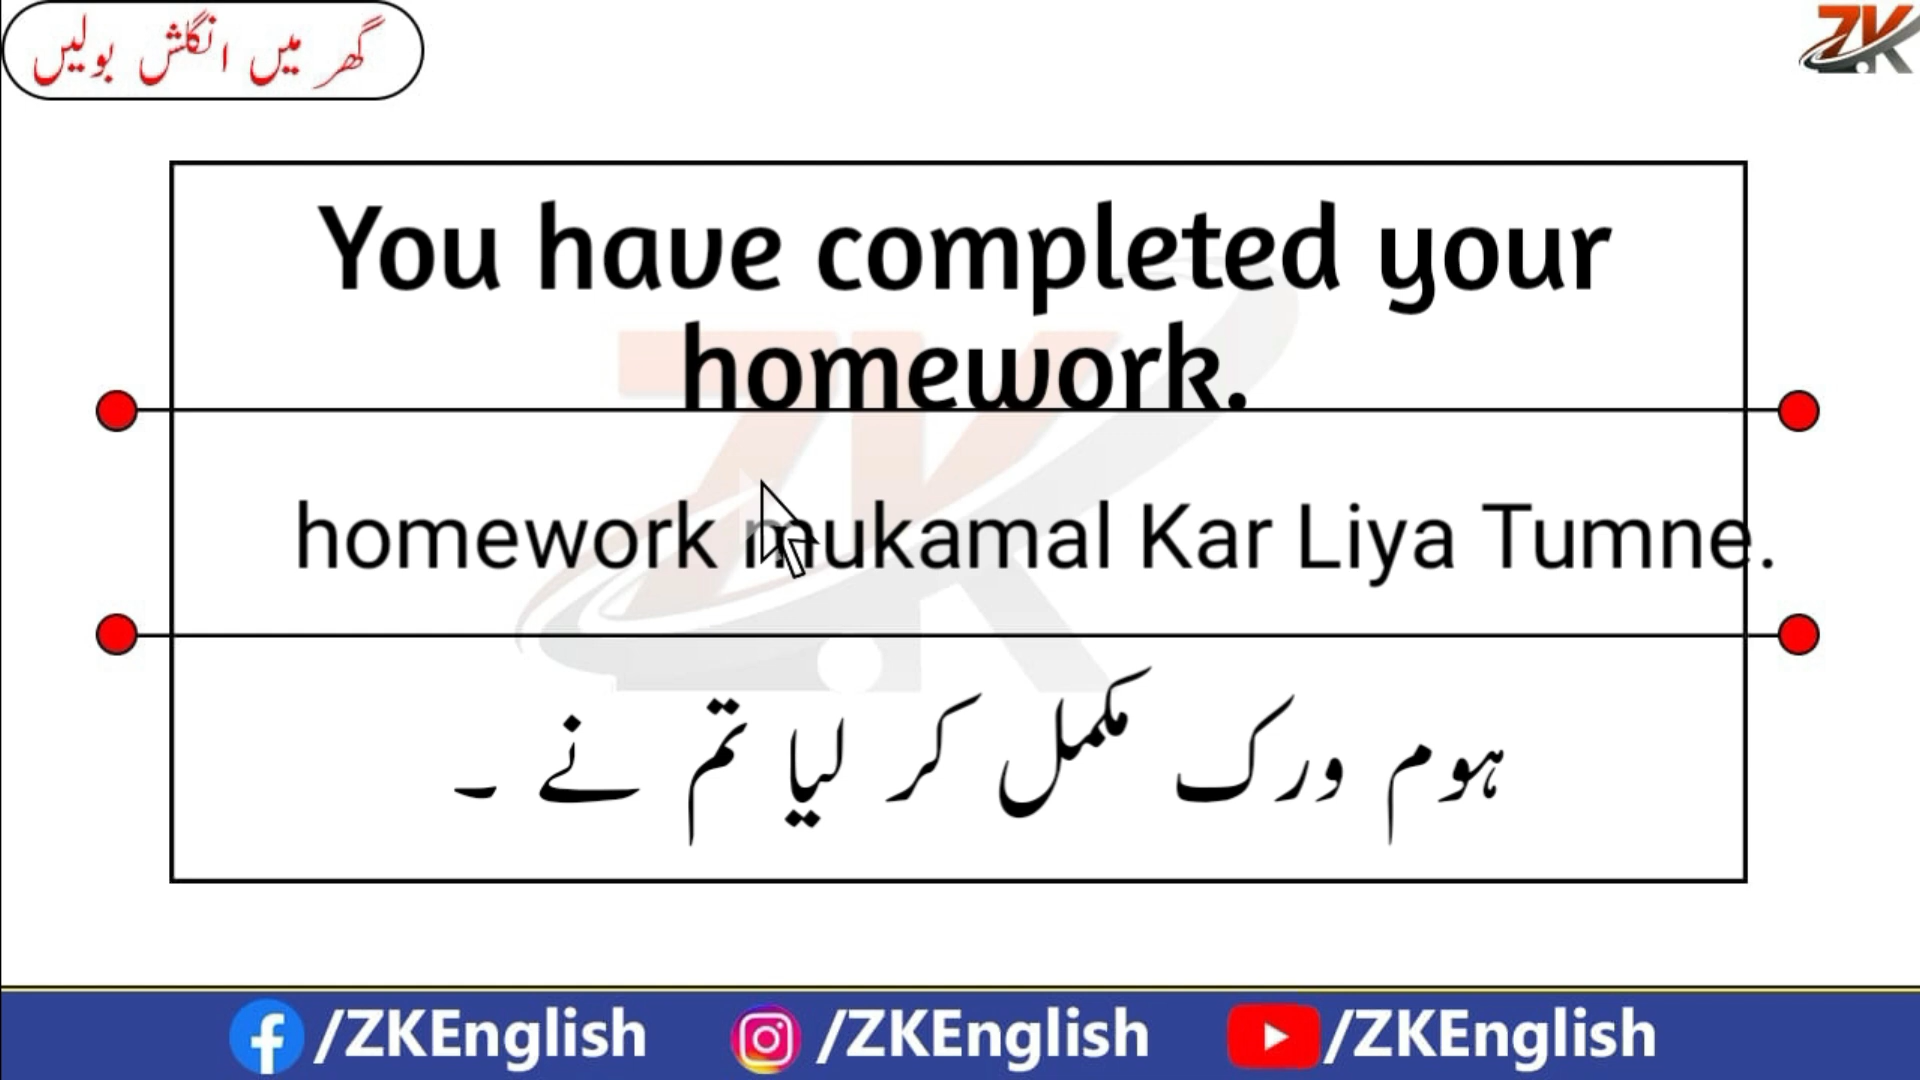 گھر میں انگلش بولیں
ZK
You have completed your
homework.
homework mukamal Kar Liya Tumne.
ہوم ورک مکمل کر لیا تم نے ۔
/ZKEnglish /ZKEnglish /ZKEnglish